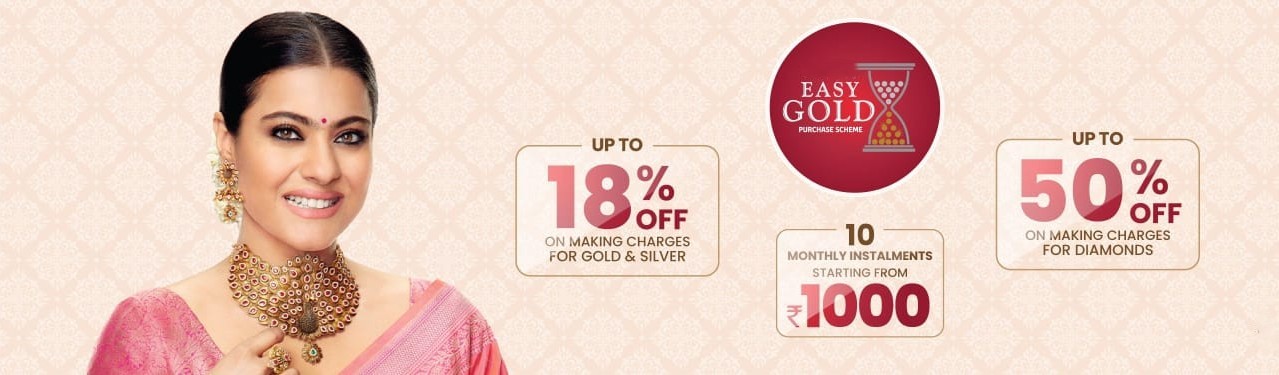 UP TO
18% OFF
ON MAKING CHARGES
FOR GOLD & SILVER
EASY
GOLD
PURCHASE SCHEME
10
MONTHLY INSTALMENTS
STARTING FROM
₹1000
UP TO
50% OFF
ON MAKING CHARGES
FOR DIAMONDS